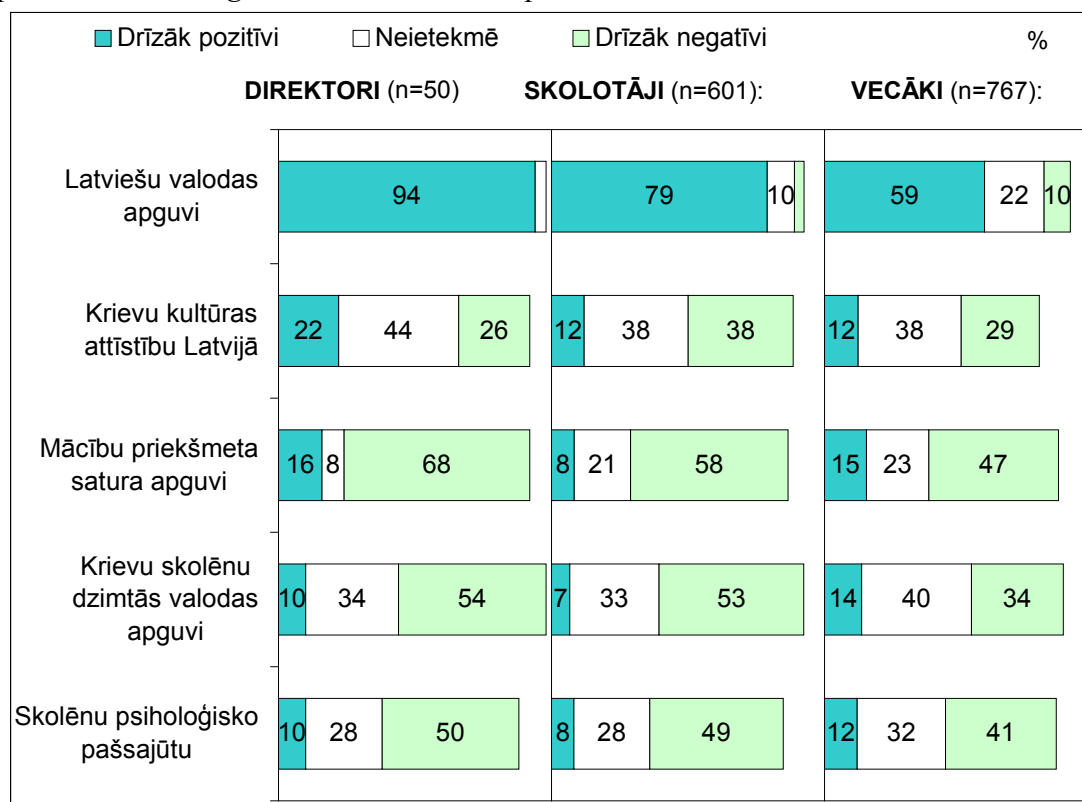 Drīzāk pozitīvi Neietekmē Drīzāk negatīvi %
DIREKTORI (n=50) SKOLOTĀJI (n=601): VECĀKI (n=767):
Latviešu valodas
apguvi
94 79 10 59 22 10
Krievu kultūras
attīstību Latvijā
22 44 26 12 38 38 12 38 29
Mācību priekšmeta
satura apguvi
16 8 68 8 21 58 15 23 47
Krievu skolēnu
dzimtās valodas
apguvi
10 34 54 7 33 53 14 40 34
Skolēnu psiholoģisko
pašsajūtu
10 28 50 8 28 49 12 32 41